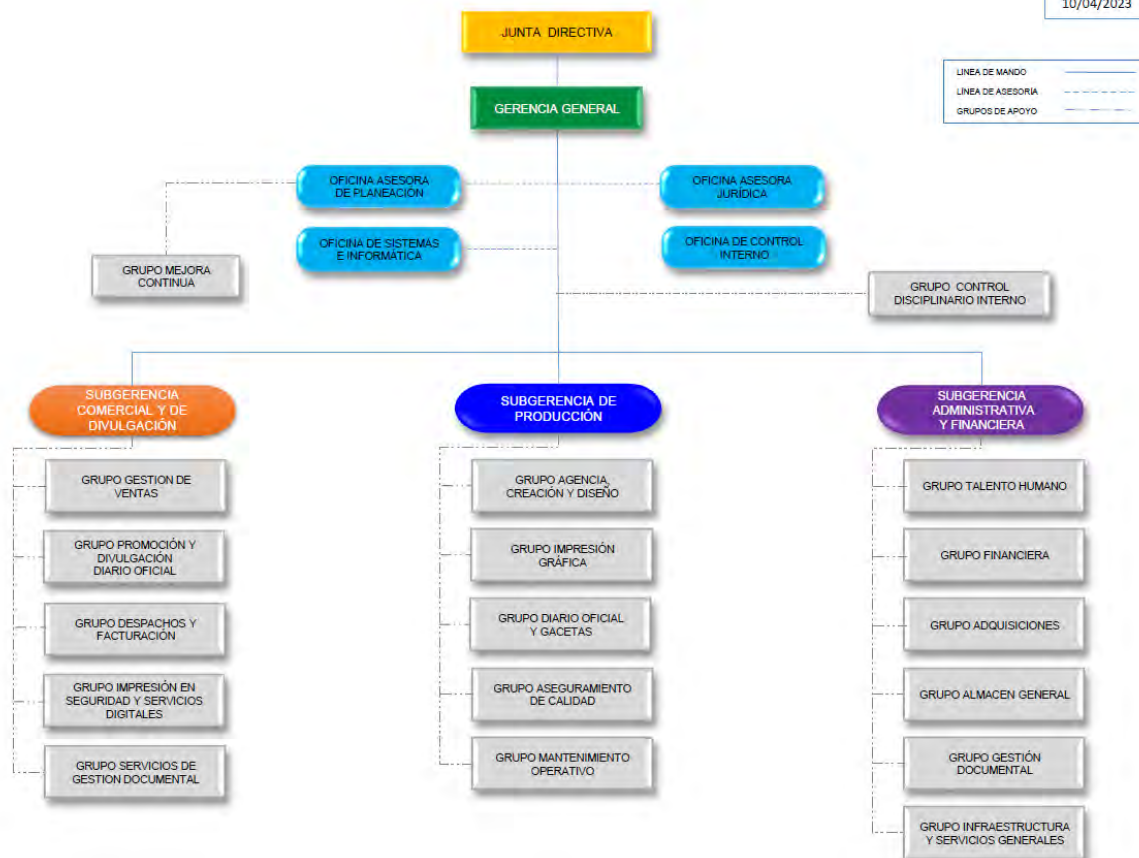 10/04/2023
JUNTA DIRECTIVA
LINEA DE MANDO
LINEA DE ASESORÍA
GRUPOS DE APOYO
GERENCIA GENERAL
OFICINA ASESORA
DE PLANEACIÓN
OFICINA ASESORA
JURÍDICA
OFICINA DE SISTEMAS
E INFORMÁTICA
OFICINA DE CONTROL
INTERNO
GRUPO MEJORA
CONTINUA
GRUPO CONTROL
DISCIPLINARIO INTERNO
SUBGERENCIA
COMERCIAL Y DE
DIVULGACIÓN
GRUPO GESTION DE
VENTAS
GRUPO PROMOCIÓN Y
DIVULGACIÓN
DIARIO OFICIAL
GRUPO DESPACHOS Y
FACTURACIÓN
GRUPO IMPRESIÓN EN
SEGURIDAD Y SERVICIOS
DIGITALES
GRUPO SERVICIOS DE
GESTION DOCUMENTAL
SUBGERENCIA DE
PRODUCCIÓN
GRUPO AGENCIA,
CREACIÓN Y DISEÑO
GRUPO IMPRESIÓN
GRÁFICA
GRUPO DIARIO OFICIAL
Y GACETAS
GRUPO ASEGURAMIENTO
DE CALIDAD
GRUPO MANTENIMIENTO
OPERATIVO
SUBGERENCIA
ADMINISTRATIVA
Y FINANCIERA
GRUPO TALENTO HUMANO
GRUPO FINANCIERA
GRUPO ADQUISICIONES
GRUPO ALMACEN GENERAL
GRUPO GESTIÓN
DOCUMENTAL
GRUPO INFRAESTRUCTURA
Y SERVICIOS GENERALES